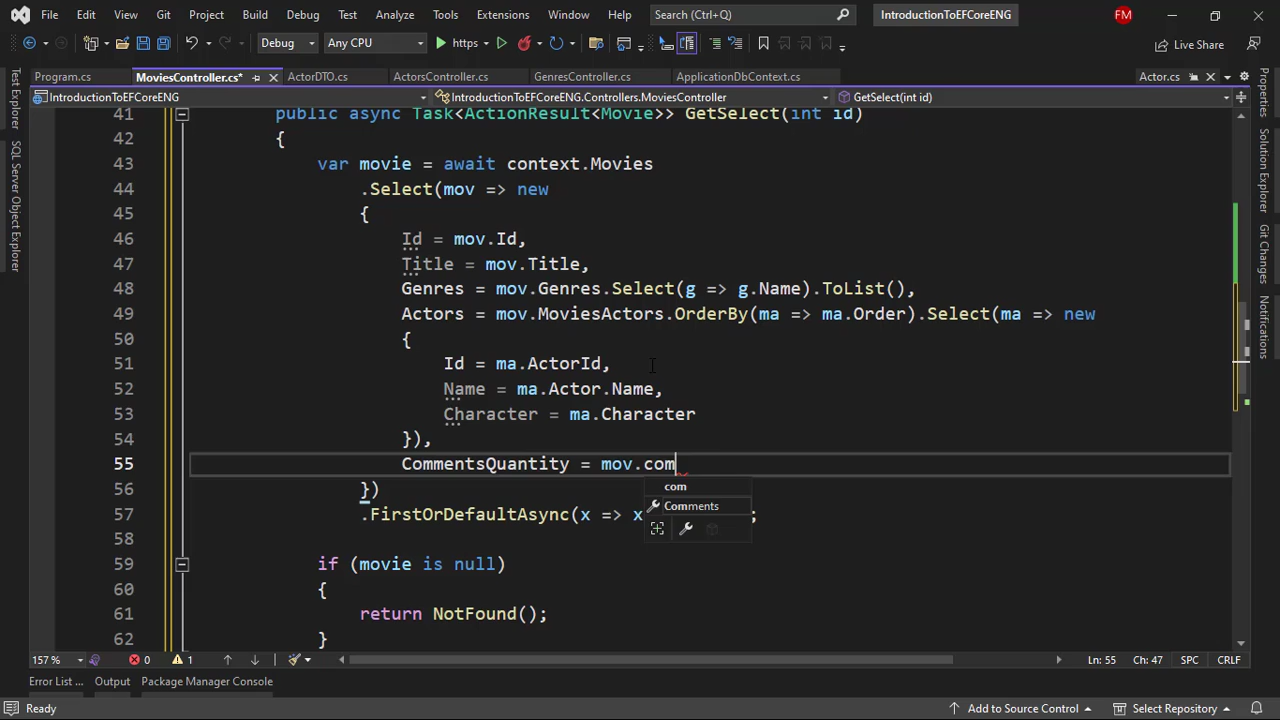 File Edit View Git Project Build Debug Test Analyze Tools Extensions Window Help Search (Ctrl+Q) IntroductionToEFCoreENG FM
Debug Any CPU https Live Share
Program.cs MoviesController.cs* ActorDTO.cs ActorsController.cs GenresController.cs ApplicationDbContext.cs Actor.cs
IntroductionToEFCoreENG IntroductionToEFCoreENG.Controllers.MoviesController GetSelect(int id)
Test Explorer
SQL Server Object Explorer
Properties
Solution Explorer
Git Changes
Notifications
41 public async Task<ActionResult<Movie>> GetSelect(int id)
42 {
43 var movie = await context.Movies
44 .Select(mov => new
45 {
46 Id = mov.Id,
47 Title = mov.Title,
48 Genres = mov.Genres.Select(g => g.Name).ToList(),
49 Actors = mov.MoviesActors.OrderBy(ma => ma.Order).Select(ma => new
50 {
51 Id = ma.ActorId,
52 Name = ma.Actor.Name,
53 Character = ma.Character
54 }),
55 CommentsQuantity = mov.com
56 })
com
Comments
57 .FirstOrDefaultAsync(x => x ;
58
59 if (movie is null)
60 {
61 return NotFound();
62 }
157 % 0 1 Ln: 55 Ch: 47 SPC CRLF
Error List ... Output Package Manager Console
Ready Add to Source Control Select Repository